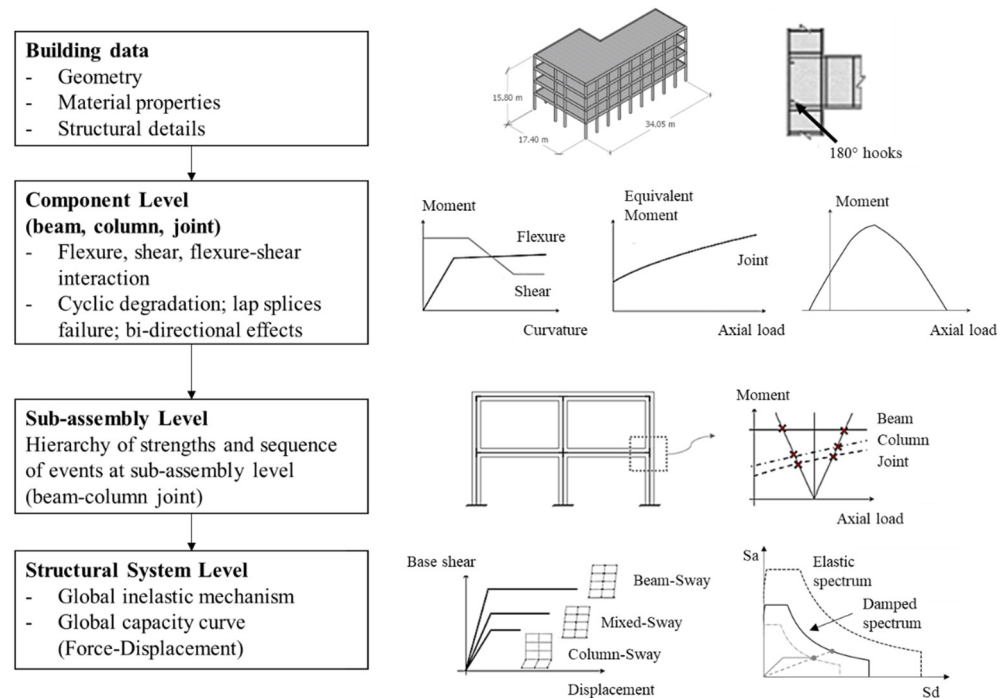 Building data
- Geometry
- Material properties
- Structural details
15.80 m
17.40 m
34.05 m
180° hooks
Component Level
(beam, column, joint)
- Flexure, shear, flexure-shear
interaction
- Cyclic degradation; lap splices
failure; bi-directional effects
Moment
Flexure
Shear
Curvature
Equivalent
Moment
Joint
Axial load
Moment
Axial load
Sub-assembly Level
Hierarchy of strengths and sequence
of events at sub-assembly level
(beam-column joint)
Moment
Beam
Column
Joint
Axial load
Structural System Level
- Global inelastic mechanism
- Global capacity curve
(Force-Displacement)
Base shear
Beam-Sway
Mixed-Sway
Column-Sway
Displacement
Sa
Elastic
spectrum
Damped
spectrum
Sd